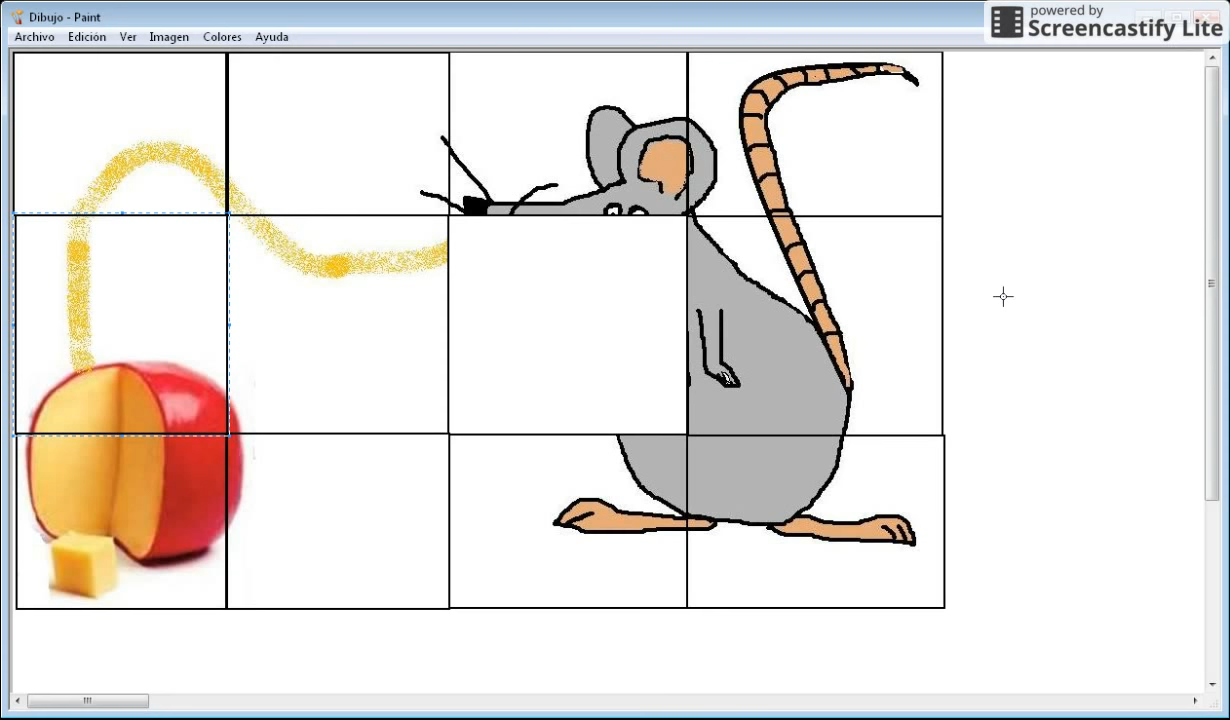 Dibujo - Paint
powered by
Screencastify Lite
Archivo Edición Ver Imagen Colores Ayuda